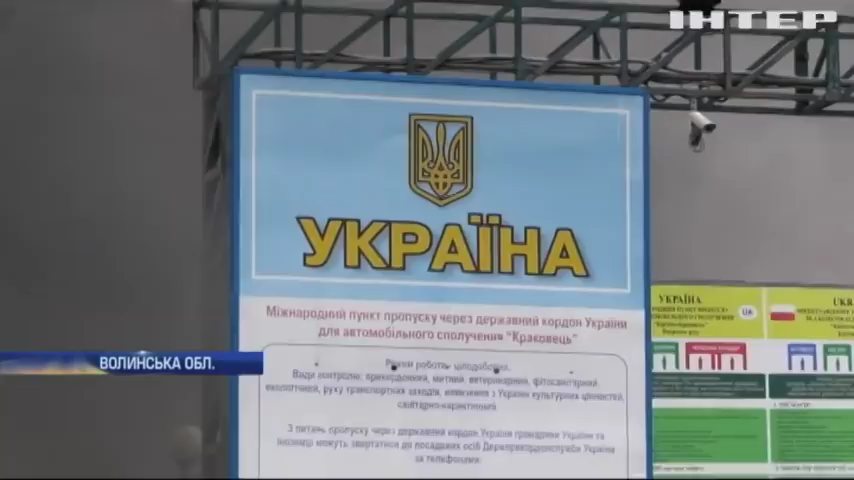 ІНТЕР
УКРАЇНА
Міжнародний пункт пропуску через державний кордон України
для автомобільного сполучення "Краковець"
ВОЛИНСЬКА ОБЛ.
Режим роботи: цілодобово.
Види контролю: прикордонний, митний, ветеринарний, фітосанітарний,
екологічний, руху транспортних засобів, вивезення з України культурних цінностей,
санітарно-карантинний.
З питань пропуску через державний кордон України громадяни України та
іноземці можуть звертатися до посадових осіб Держприкордонслужби України
за телефонами:
УКРАЇНА
UA
UKR